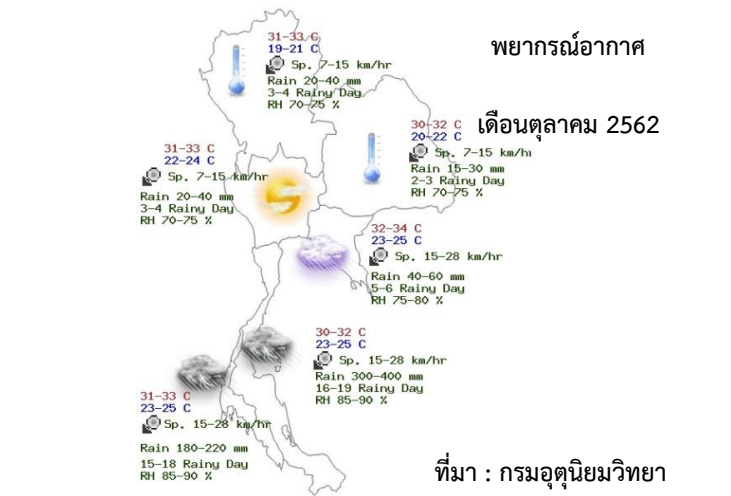 พยากรณ์อากาศ
เดือนตุลาคม 2562
31-33 C
19-21 C
Sp. 7-15 km/hr
Rain 20-40 mm
3-4 Rainy Day
RH 70-75 %
30-32 C
20-22 C
Sp. 7-15 km/h
Rain 15-30 mm
2-3 Rainy Day
RH 70-75 %
31-33 C
22-24 C
Sp. 7-15 km/hr
Rain 20-40 mm
3-4 Rainy Day
RH 70-75 %
32-34 C
23-25 C
Sp. 15-28 km/hr
Rain 40-60 mm
5-6 Rainy Day
RH 75-80 %
30-32 C
23-25 C
Sp. 15-28 km/hr
Rain 300-400 mm
16-19 Rainy Day
RH 85-90 %
31-33 C
23-25 C
Sp. 15-28 km/hr
Rain 180-220 mm
15-18 Rainy Day
RH 85-90 %
ที่มา : กรมอุตุนิยมวิทยา